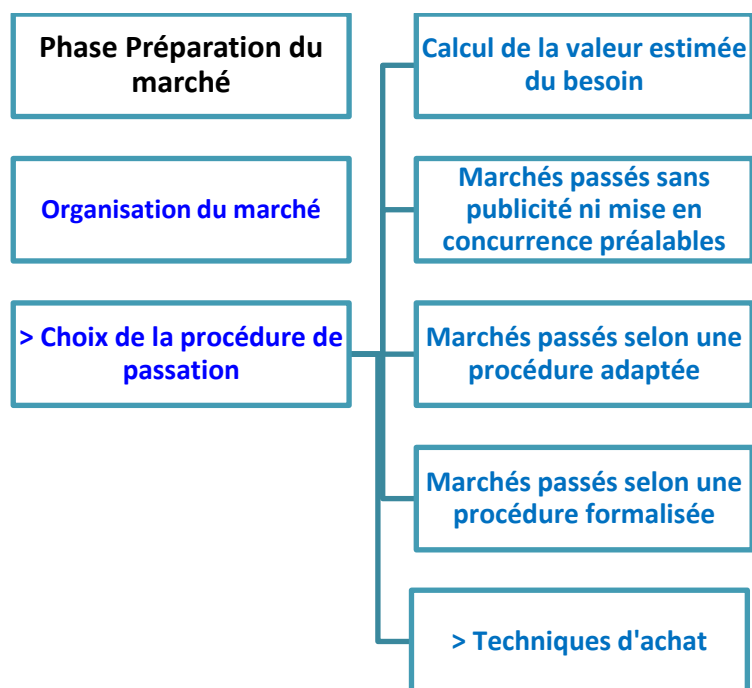 Phase Préparation du
marché
Organisation du marché
> Choix de la procédure de
passation
Calcul de la valeur estimée
du besoin
Marchés passés sans
publicité ni mise en
concurrence préalables
Marchés passés selon une
procédure adaptée
Marchés passés selon une
procédure formalisée
> Techniques d'achat